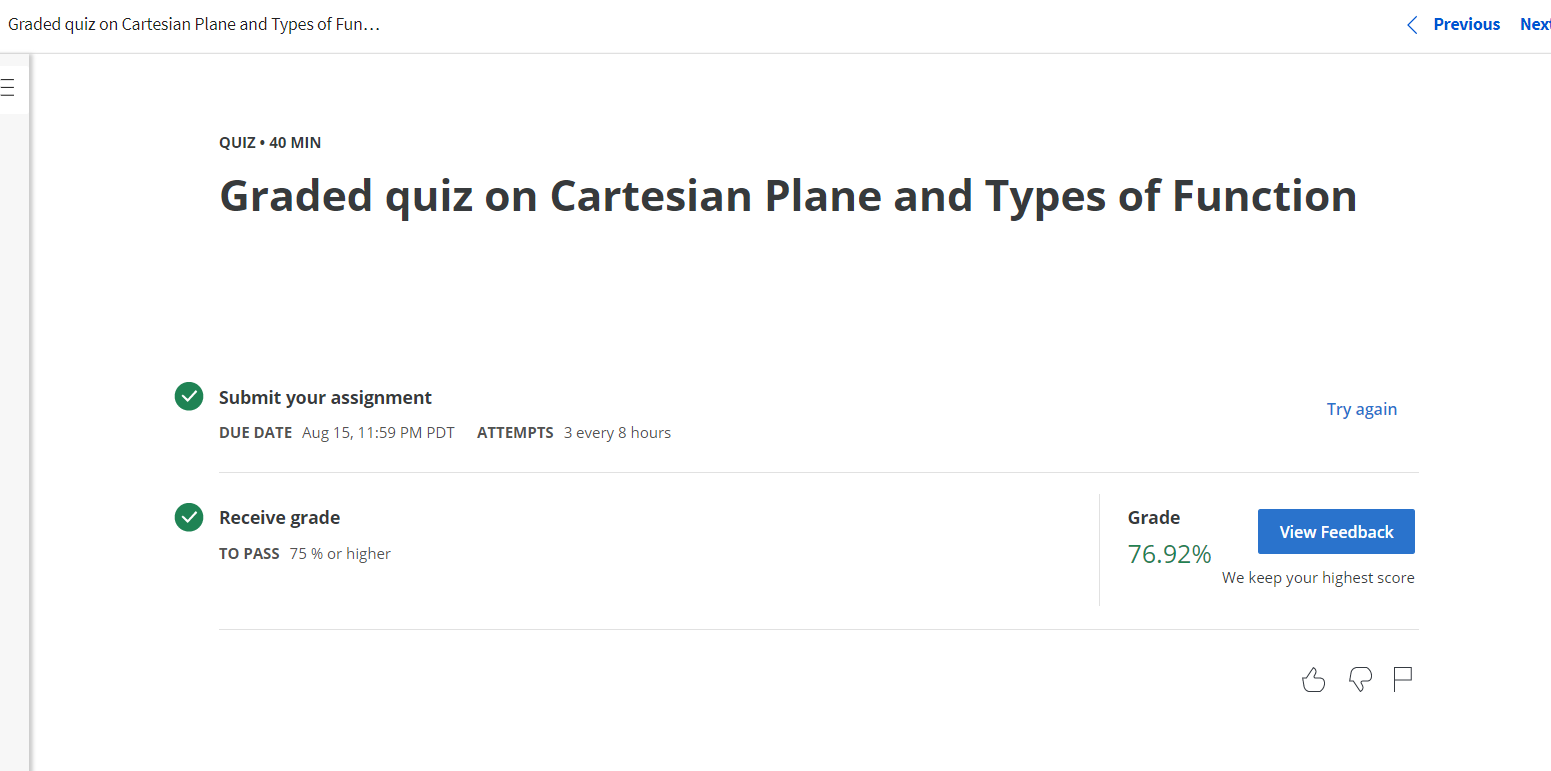 Graded quiz on Cartesian Plane and Types of Fun…
Previous
QUIZ • 40 MIN
Graded quiz on Cartesian Plane and Types of Function
Submit your assignment
DUE DATE Aug 15, 11:59 PM PDT ATTEMPTS 3 every 8 hours
Try again
Receive grade
TO PASS 75 % or higher
Grade
76.92%
View Feedback
We keep your highest score